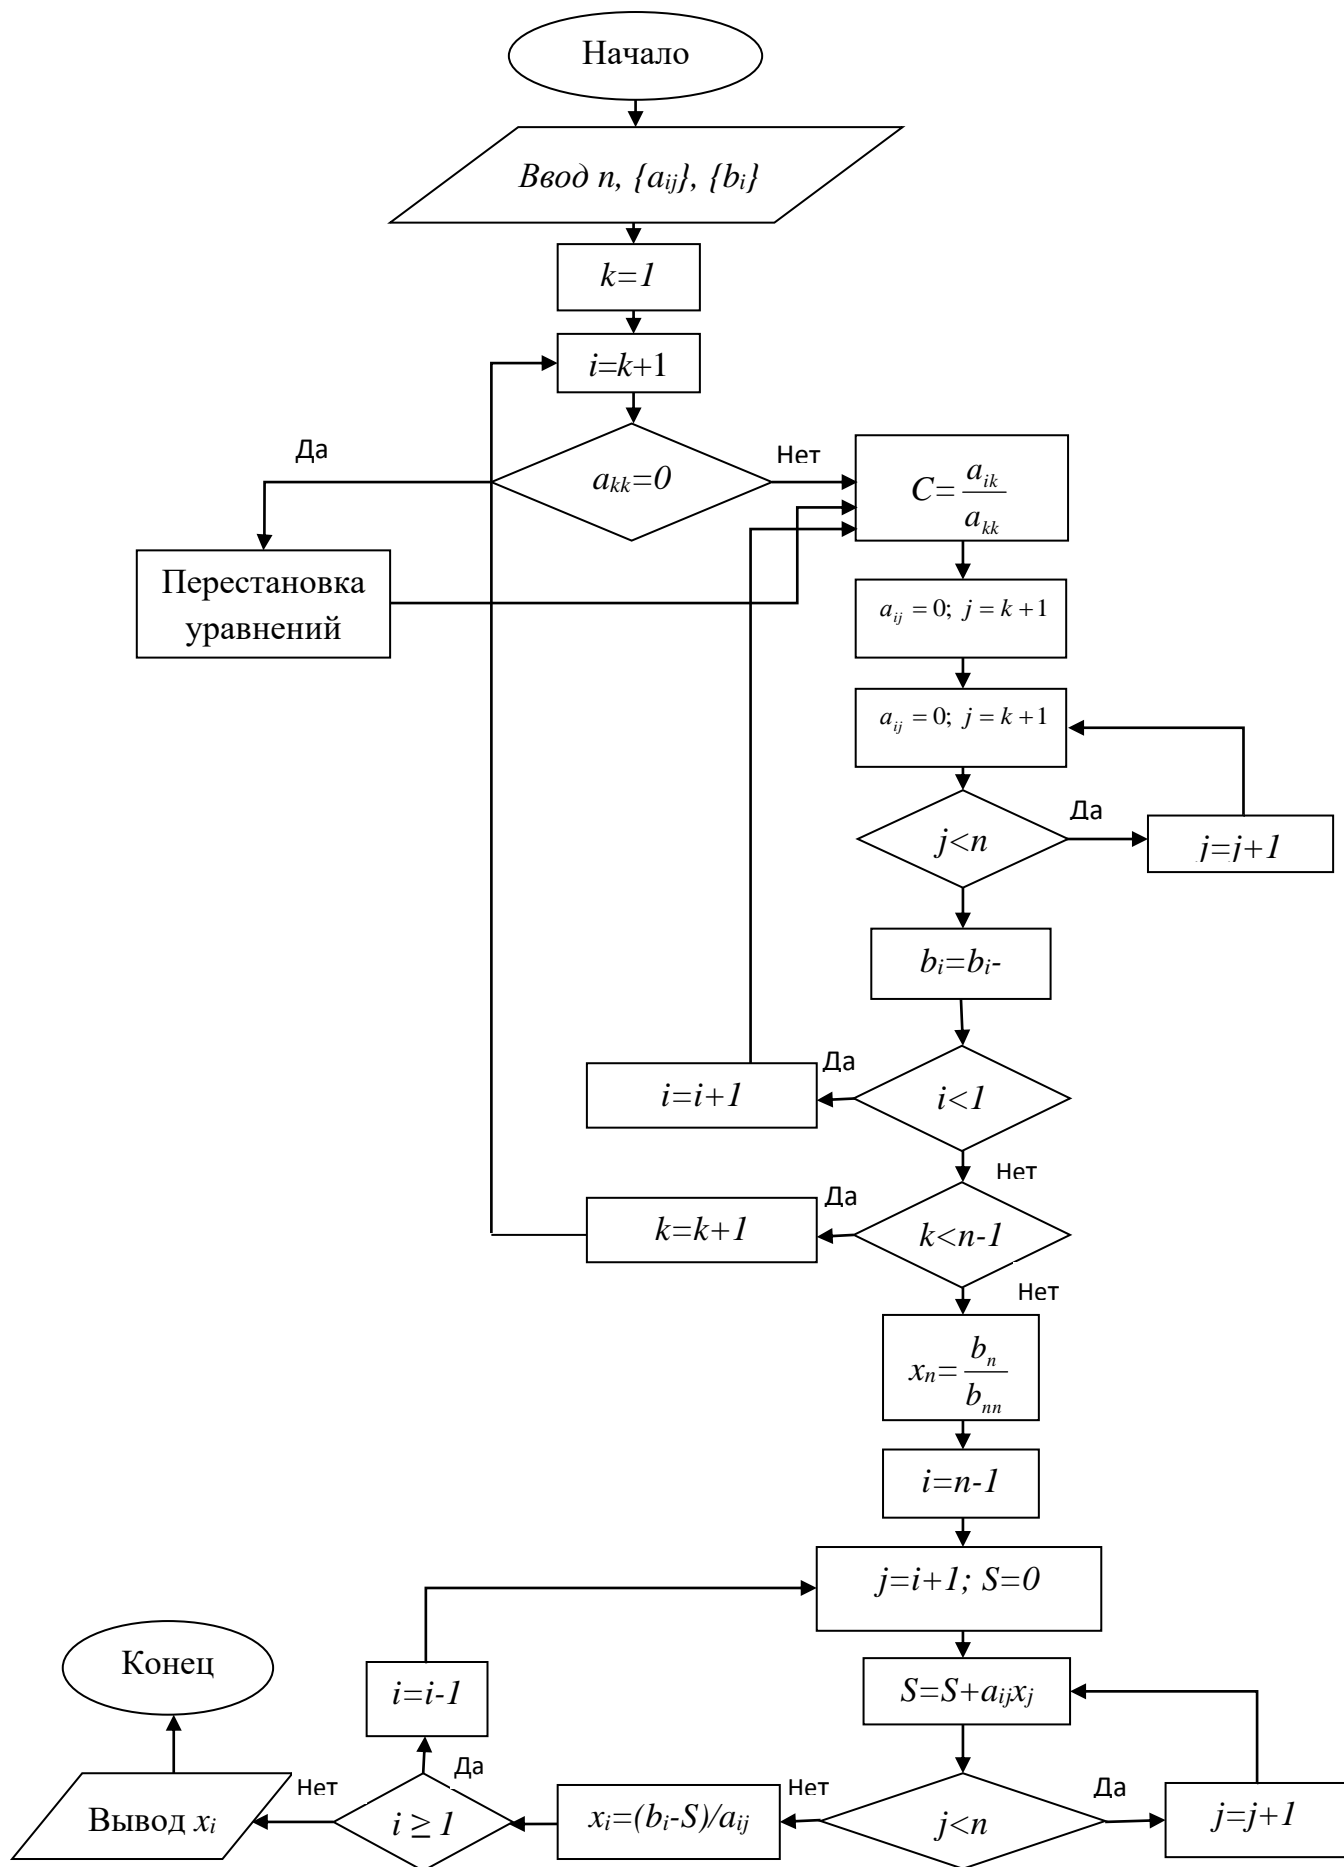 Начало
Ввод n, {aij}, {bi}
k=1
i=k+1
Да
akk=0
Нет
C= aik
akk
Перестановка
уравнений
aij = 0; j = k + 1
aij = 0; j = k + 1
j<n
Да
j=j+1
bi=bi-
i=i+1
Да
i<1
Нет
k=k+1
Да
k<n-1
Нет
xn= bn
bnn
i=n-1
j=i+1; S=0
Конец
i=i-1
S=S+aijxj
Вывод xi
Нет
i ≥ 1
Да
xi=(bi-S)/aij
Нет
j<n
Да
j=j+1